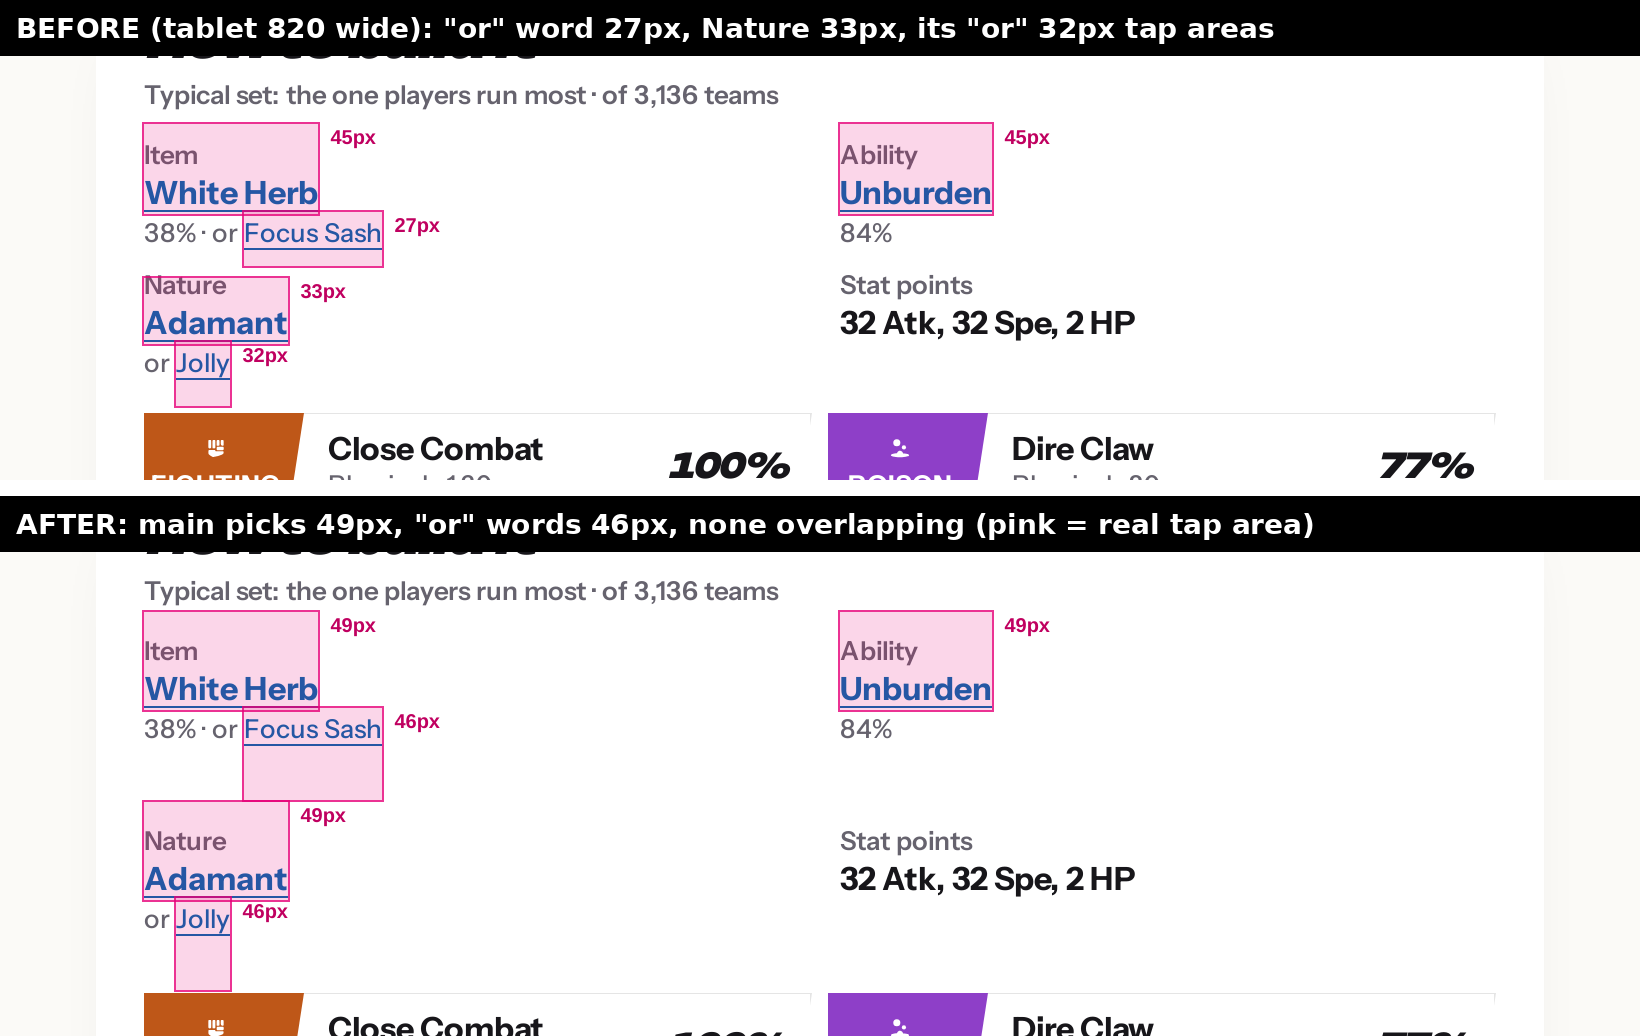 BEFORE (tablet 820 wide): "or" word 27px, Nature 33px, its "or" 32px tap areas
Typical set: the one players run most · of 3,136 teams
Item 45px
White Herb
38% · or Focus Sash 27px
Ability 45px
Unburden
84%
Nature 33px
Adamant
or Jolly 32px
Stat points
32 Atk, 32 Spe, 2 HP
Close Combat 100%
Dire Claw 77%
AFTER: main picks 49px, "or" words 46px, none overlapping (pink = real tap area)
Typical set: the one players run most · of 3,136 teams
Item 49px
White Herb
38% · or Focus Sash 46px
Ability 49px
Unburden
84%
Nature 49px
Adamant
or Jolly 46px
Stat points
32 Atk, 32 Spe, 2 HP
Close Combat
Dire Claw